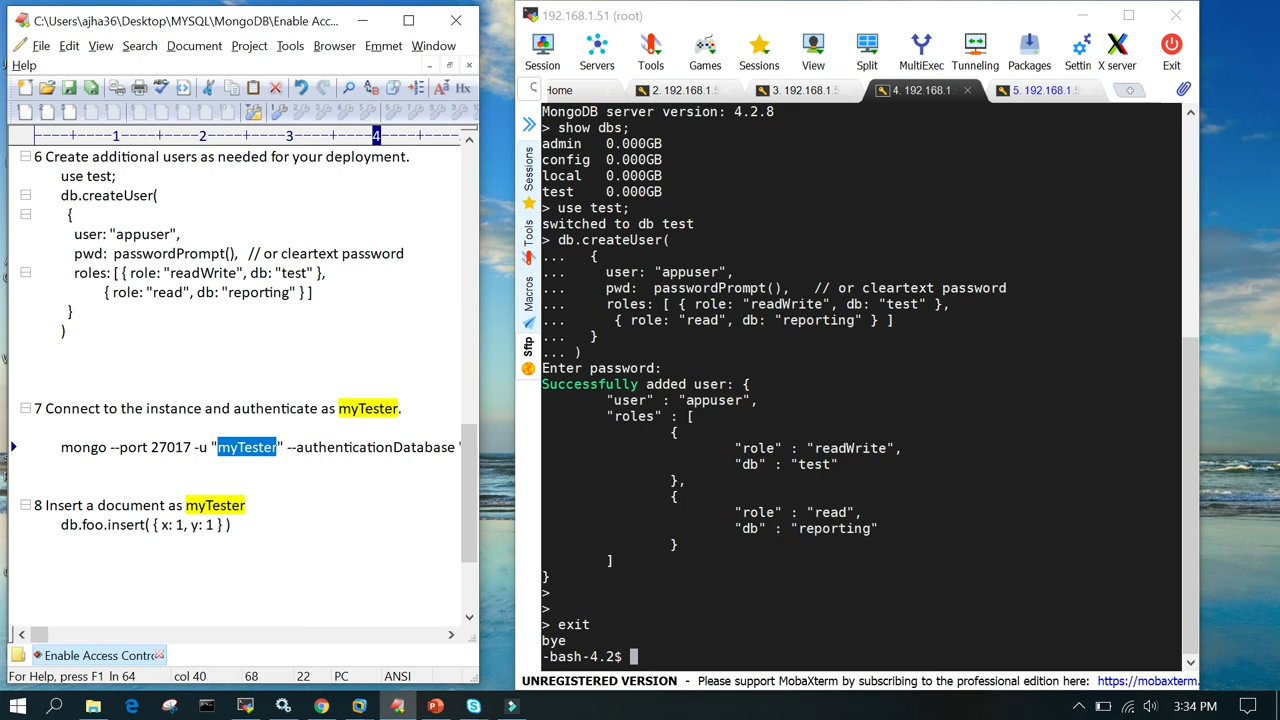 C:\Users\ajha36\Desktop\MYSQL\MongoDB\Enable Acc...
File Edit View Search Document Project Tools Browser Emmet Window
Help
1 2 3 4
6 Create additional users as needed for your deployment.
use test;
db.createUser(
{
user: "appuser",
pwd: passwordPrompt(), // or cleartext password
roles: [ { role: "readWrite", db: "test" },
{ role: "read", db: "reporting" } ]
}
)
7 Connect to the instance and authenticate as myTester.
mongo --port 27017 -u "myTester" --authenticationDatabase "
8 Insert a document as myTester
db.foo.insert( { x: 1, y: 1 } )
Enable Access Contro
For Help, press F1 ln 64 col 40 68 22 PC ANSI
192.168.1.51 (root)
Session Servers Tools Games Sessions View Split MultiExec Tunneling Packages Settin X server Exit
Home 2. 192.168.1.5 3. 192.168.1.5 4. 192.168.1 5. 192.168.1.5
Sessions
Tools
Macros
Sftp
MongoDB server version: 4.2.8
> show dbs;
admin 0.000GB
config 0.000GB
local 0.000GB
test 0.000GB
> use test;
switched to db test
> db.createUser(
... {
... user: "appuser",
... pwd: passwordPrompt(), // or cleartext password
... roles: [ { role: "readWrite", db: "test" },
... { role: "read", db: "reporting" } ]
... }
... )
Enter password:
Successfully added user: {
"user" : "appuser",
"roles" : [
{
"role" : "readWrite",
"db" : "test"
},
{
"role" : "read",
"db" : "reporting"
}
]
}
>
>
> exit
bye
-bash-4.2$
UNREGISTERED VERSION - Please support MobaXterm by subscribing to the professional edition here: https://mobaxterm.
3:34 PM